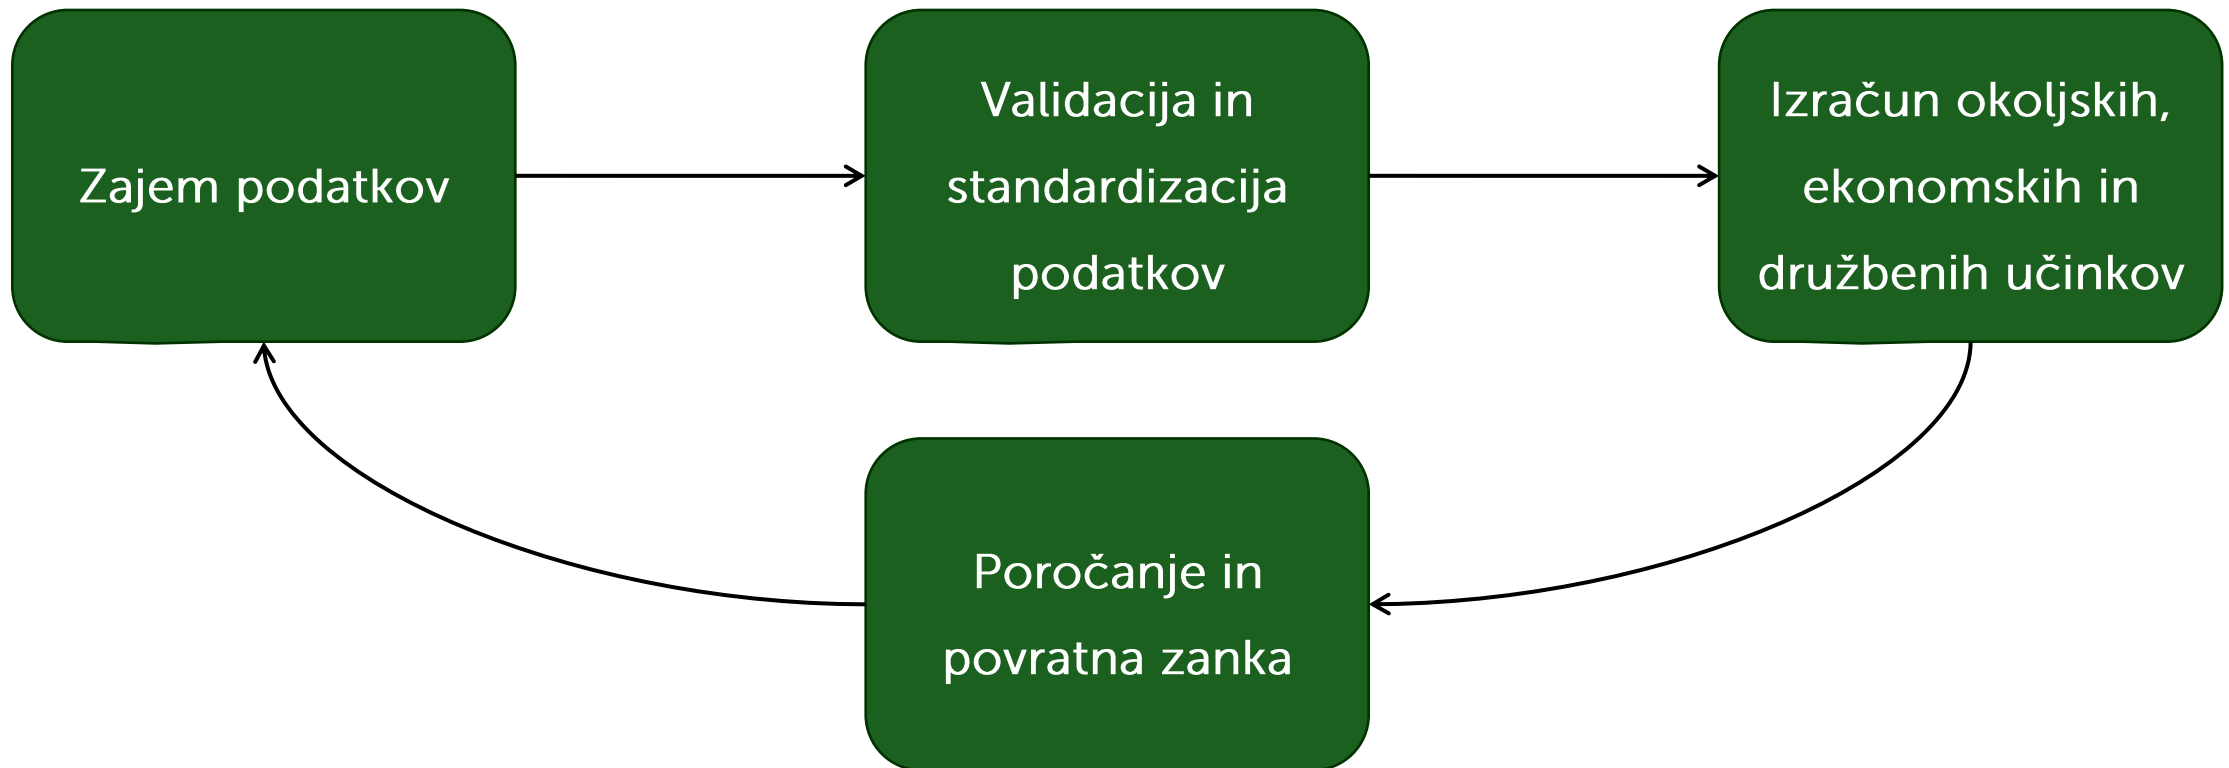 Zajem podatkov
Validacija in
standardizacija
podatkov
Izračun okoljskih,
ekonomskih in
družbenih učinkov
Poročanje in
povratna zanka